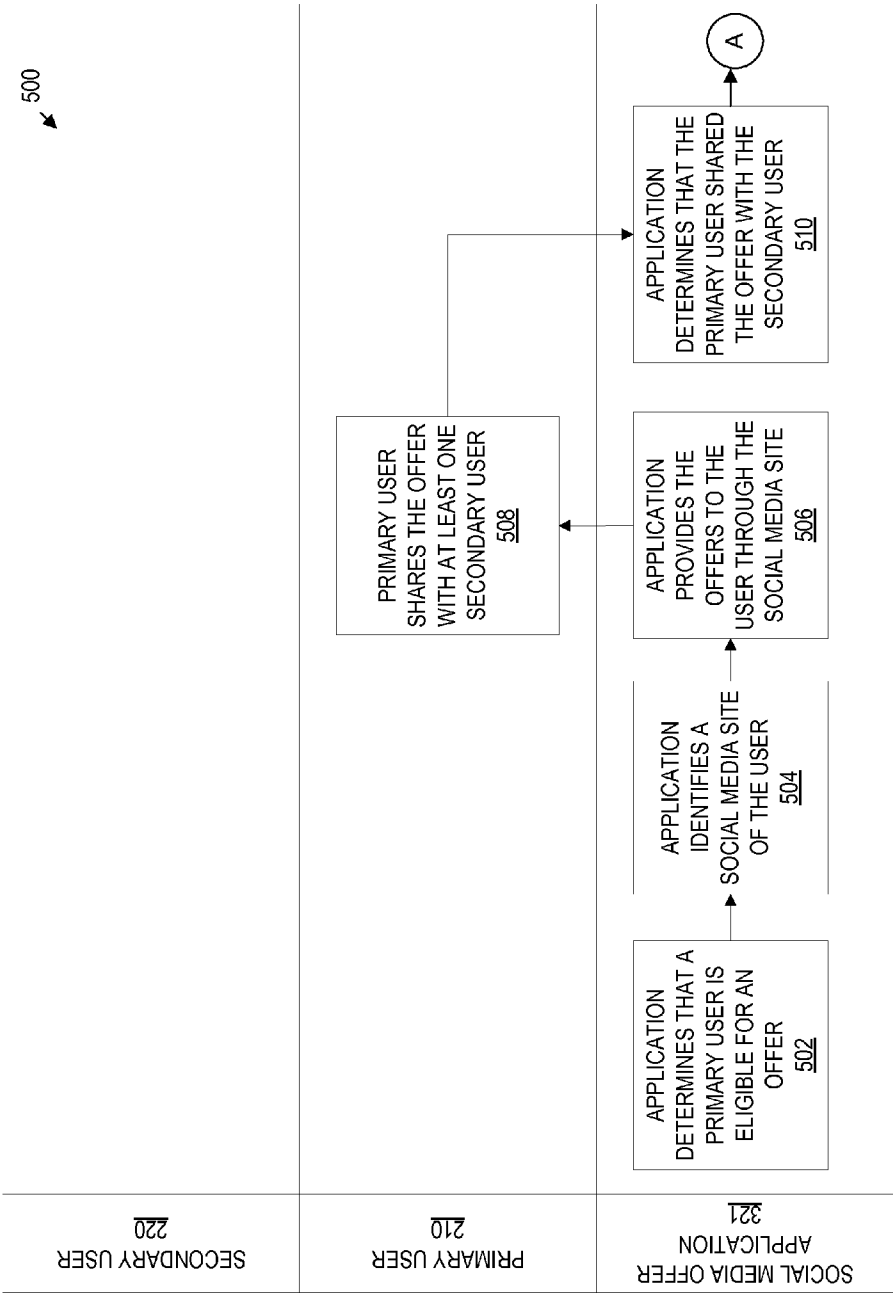 500
SECONDARY USER
220
PRIMARY USER
210
PRIMARY USER
SHARES THE OFFER
WITH AT LEAST ONE
SECONDARY USER
508
SOCIAL MEDIA OFFER
APPLICATION
321
APPLICATION
DETERMINES THAT A
PRIMARY USER IS
ELIGIBLE FOR AN
OFFER
502
APPLICATION
IDENTIFIES A
SOCIAL MEDIA SITE
OF THE USER
504
APPLICATION
PROVIDES THE
OFFERS TO THE
USER THROUGH THE
SOCIAL MEDIA SITE
506
APPLICATION
DETERMINES THAT THE
PRIMARY USER SHARED
THE OFFER WITH THE
SECONDARY USER
510
A